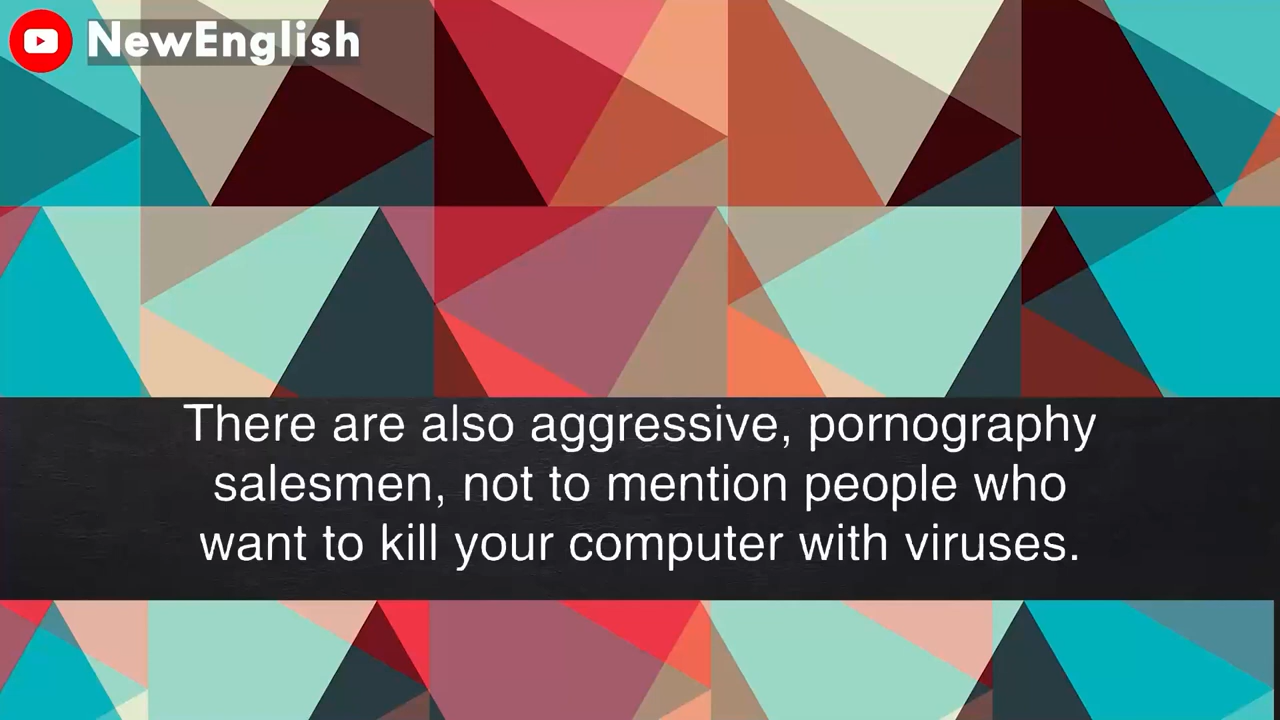 NewEnglish
There are also aggressive, pornography
salesmen, not to mention people who
want to kill your computer with viruses.